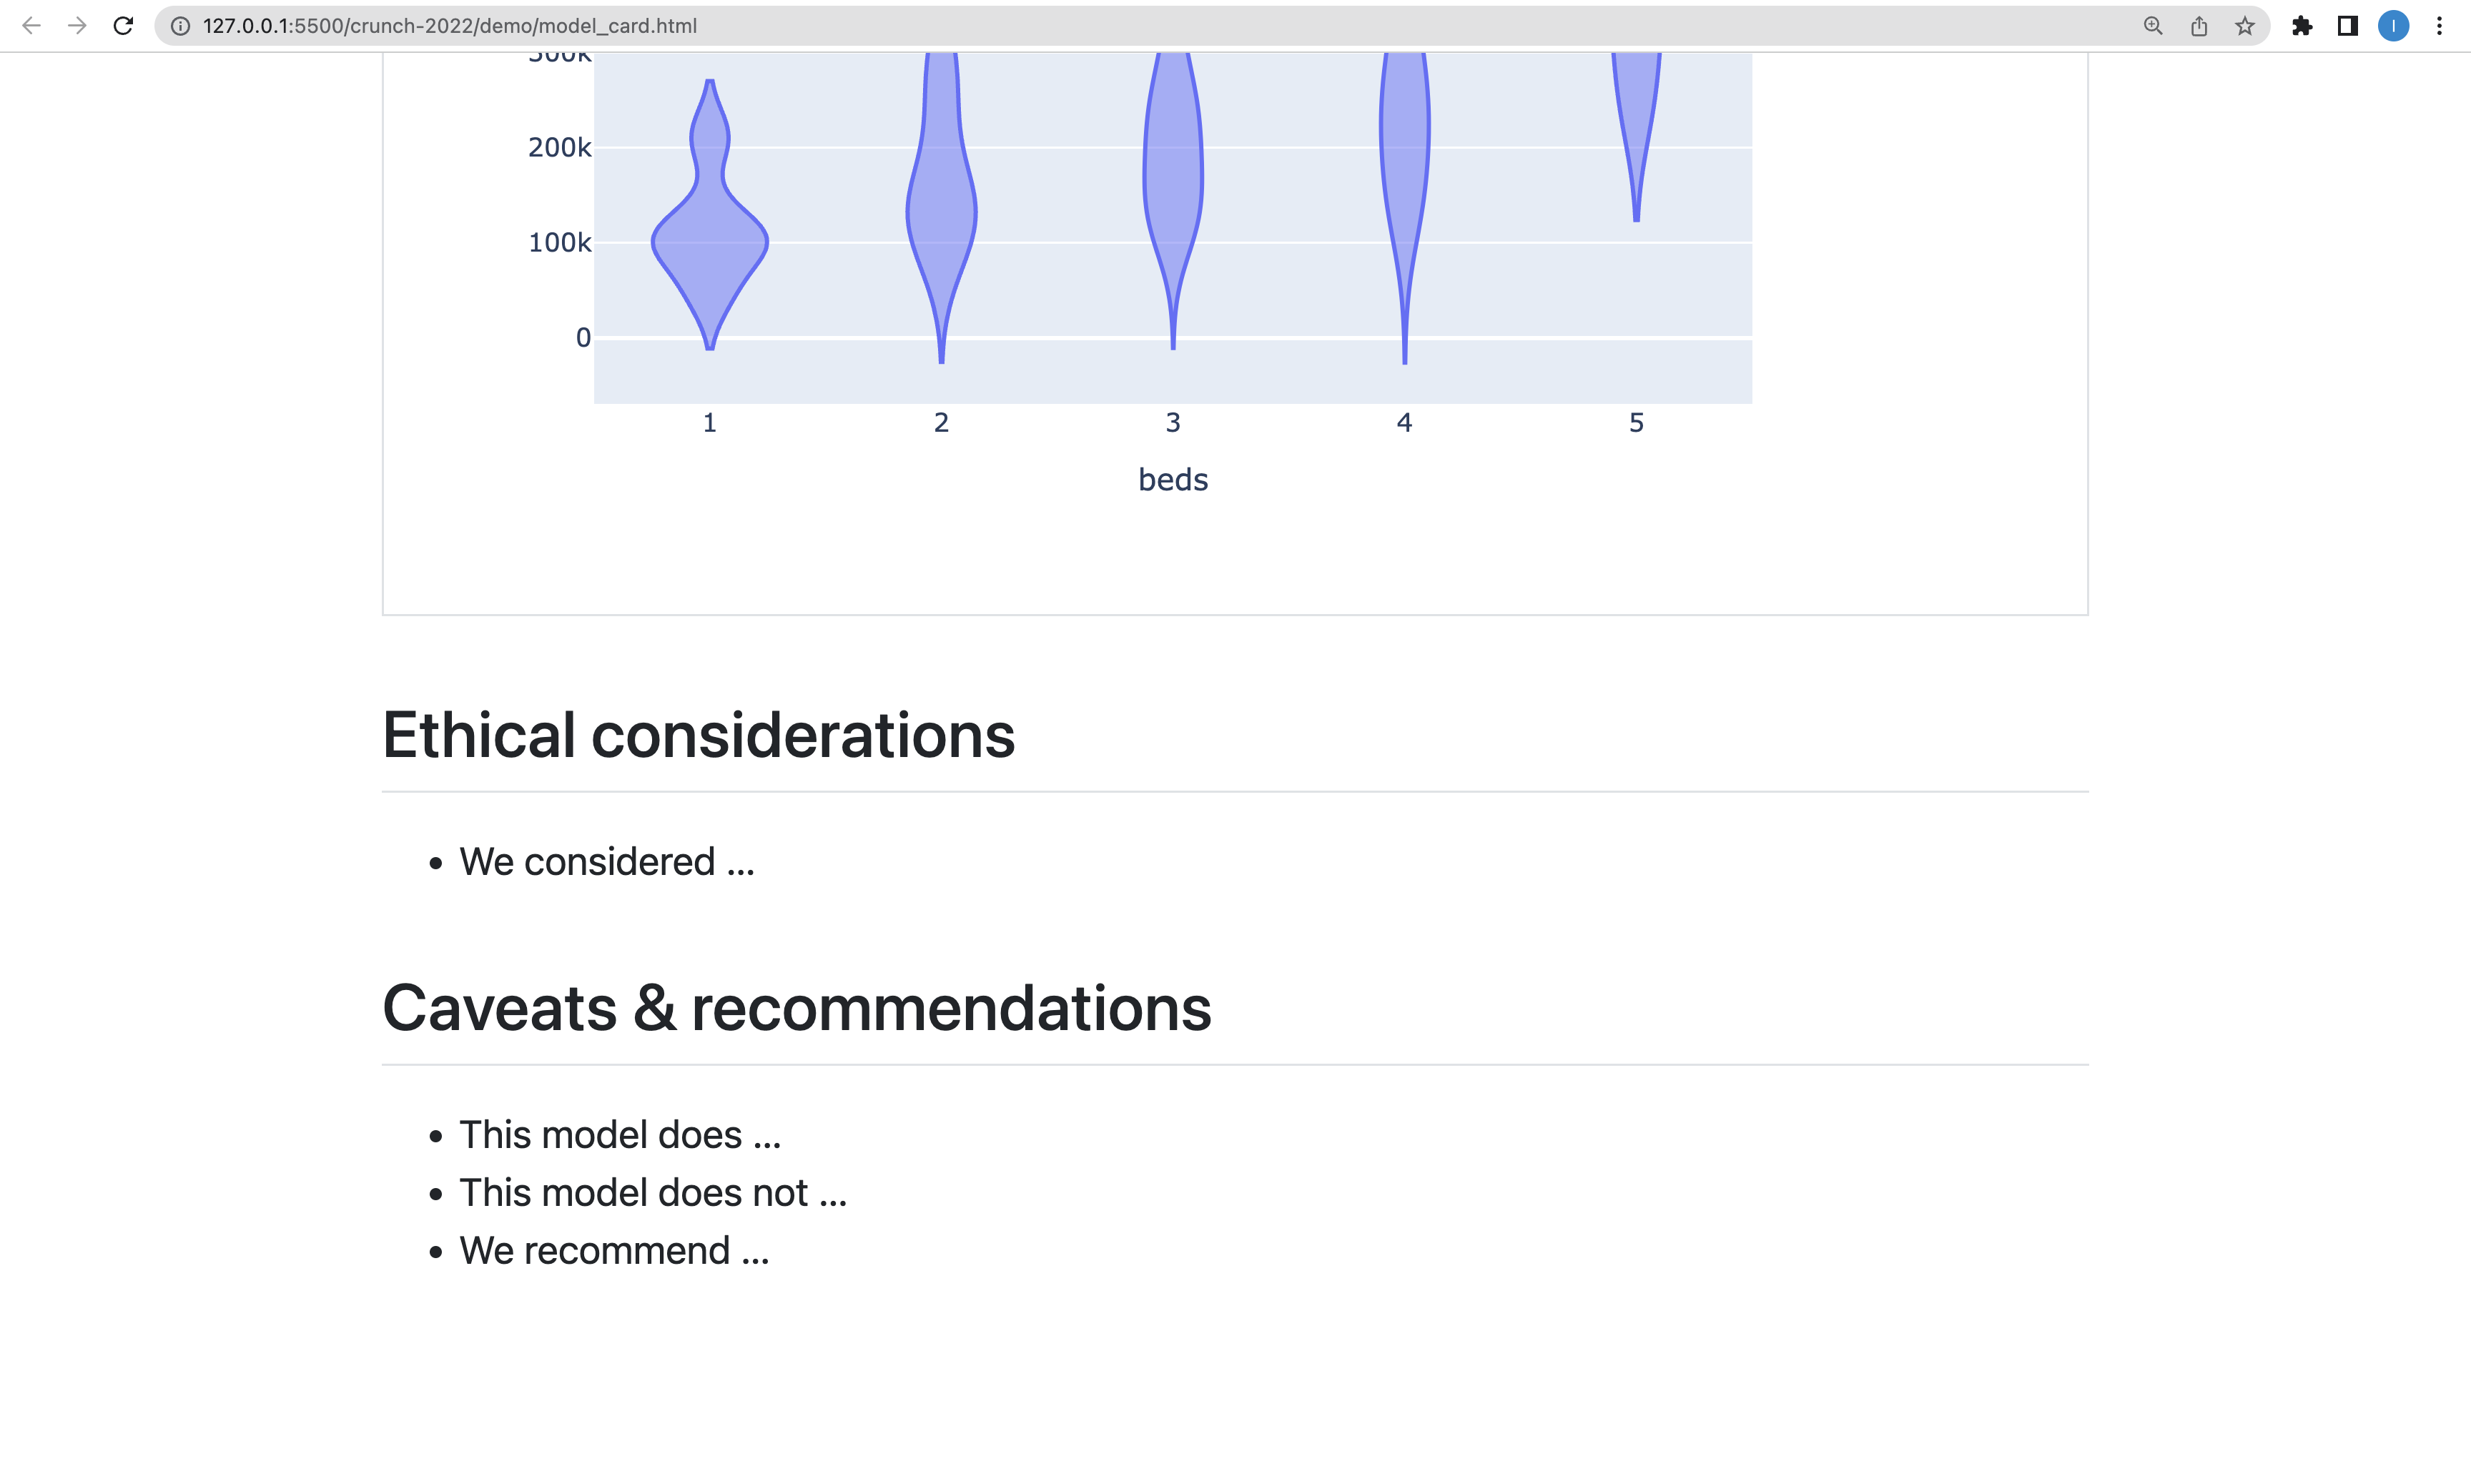 127.0.0.1:5500/crunch-2022/demo/model_card.html
I
300k
200k
100k
0
1 2 3 4 5
beds
Ethical considerations
• We considered ...
Caveats & recommendations
• This model does ...
• This model does not ...
• We recommend ...